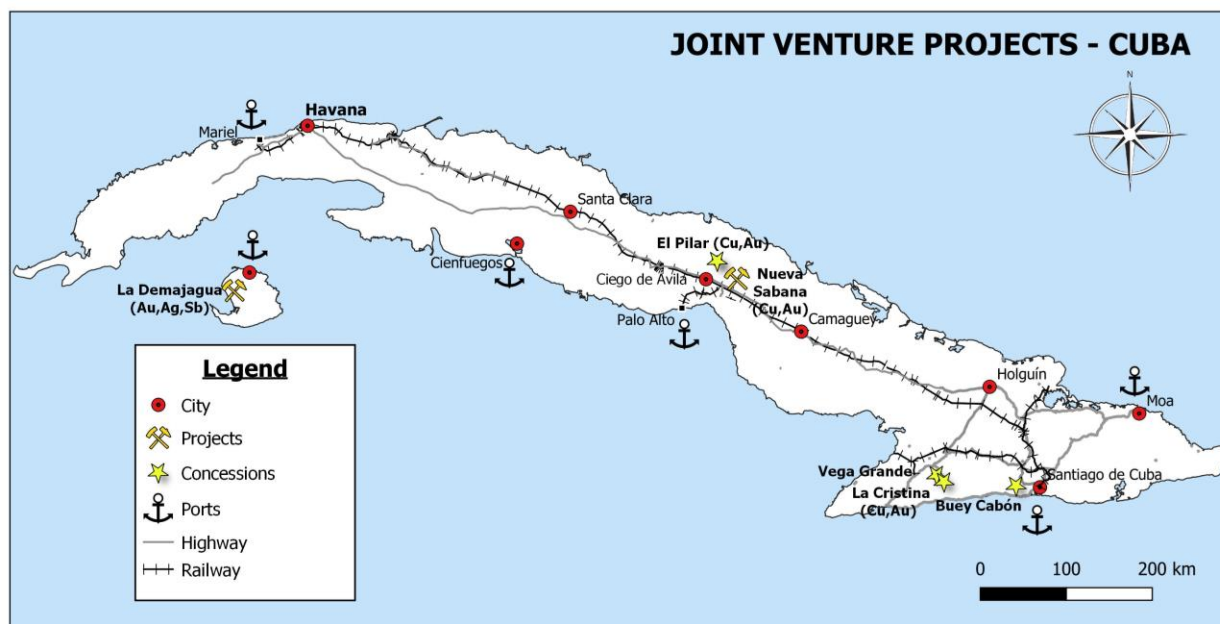 JOINT VENTURE PROJECTS - CUBA
N
Havana
Mariel
Santa Clara
El Pilar (Cu,Au)
Cienfuegos
Ciego de Ávila
Nueva
Sabana
(Cu,Au)
La Demajagua
(Au,Ag,Sb)
Palo Alto
Camaguey
Holguín
Moa
Vega Grande
La Cristina
(Cu,Au)
Buey Cabón
Santiago de Cuba
Legend
City
Projects
Concessions
Ports
Highway
Railway
0 100 200 km